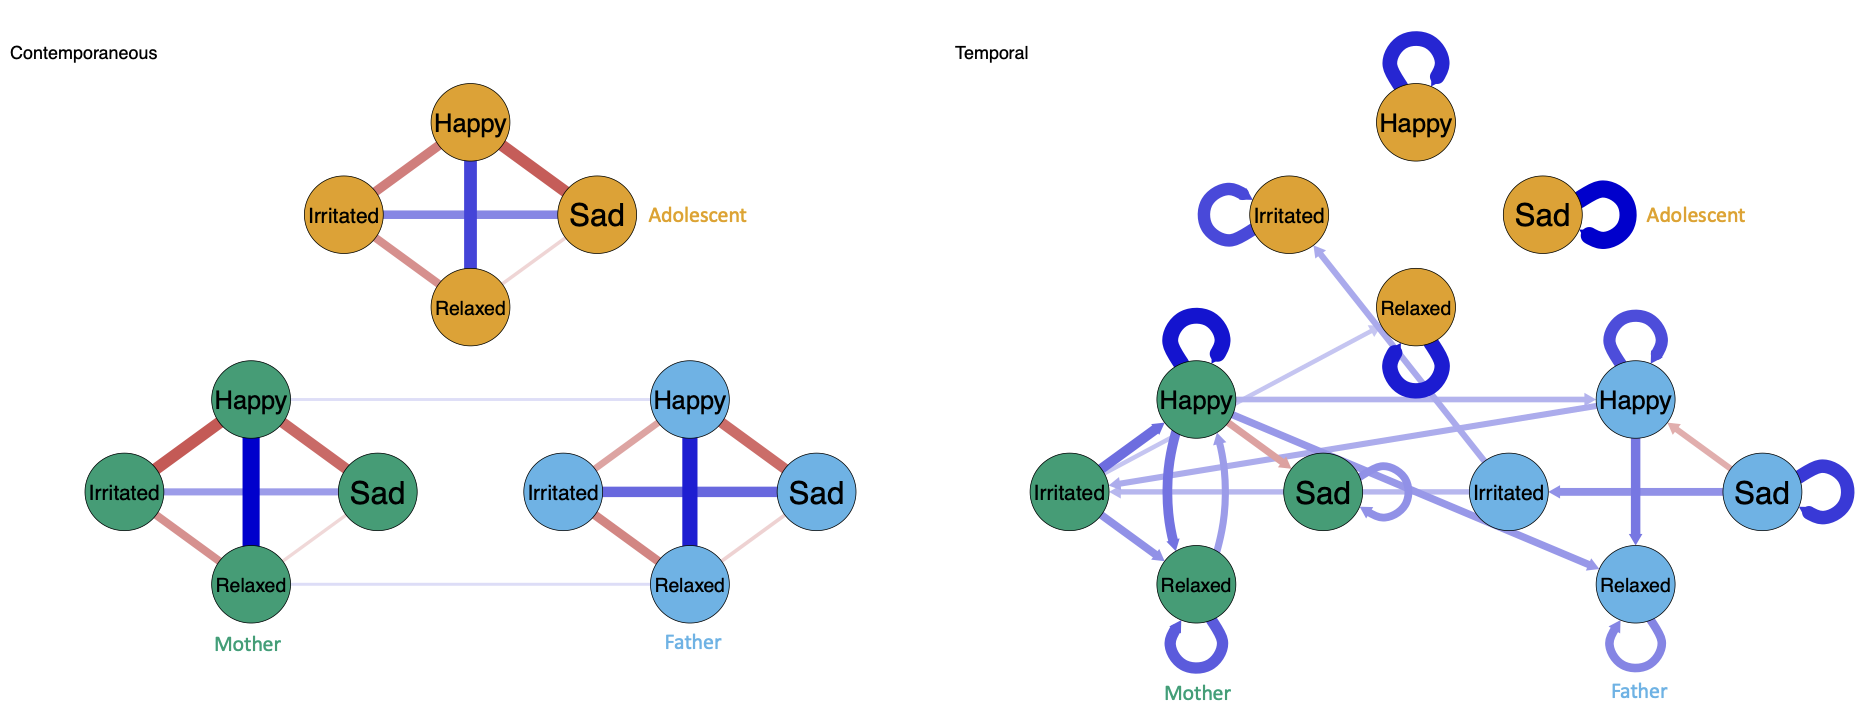 Contemporaneous
Happy
Irritated
Sad
Adolescent
Relaxed
Happy
Happy
Irritated
Sad
Irritated
Sad
Relaxed
Relaxed
Mother
Father
Temporal
Happy
Irritated
Sad
Adolescent
Relaxed
Happy
Happy
Irritated
Sad
Irritated
Sad
Relaxed
Relaxed
Mother
Father